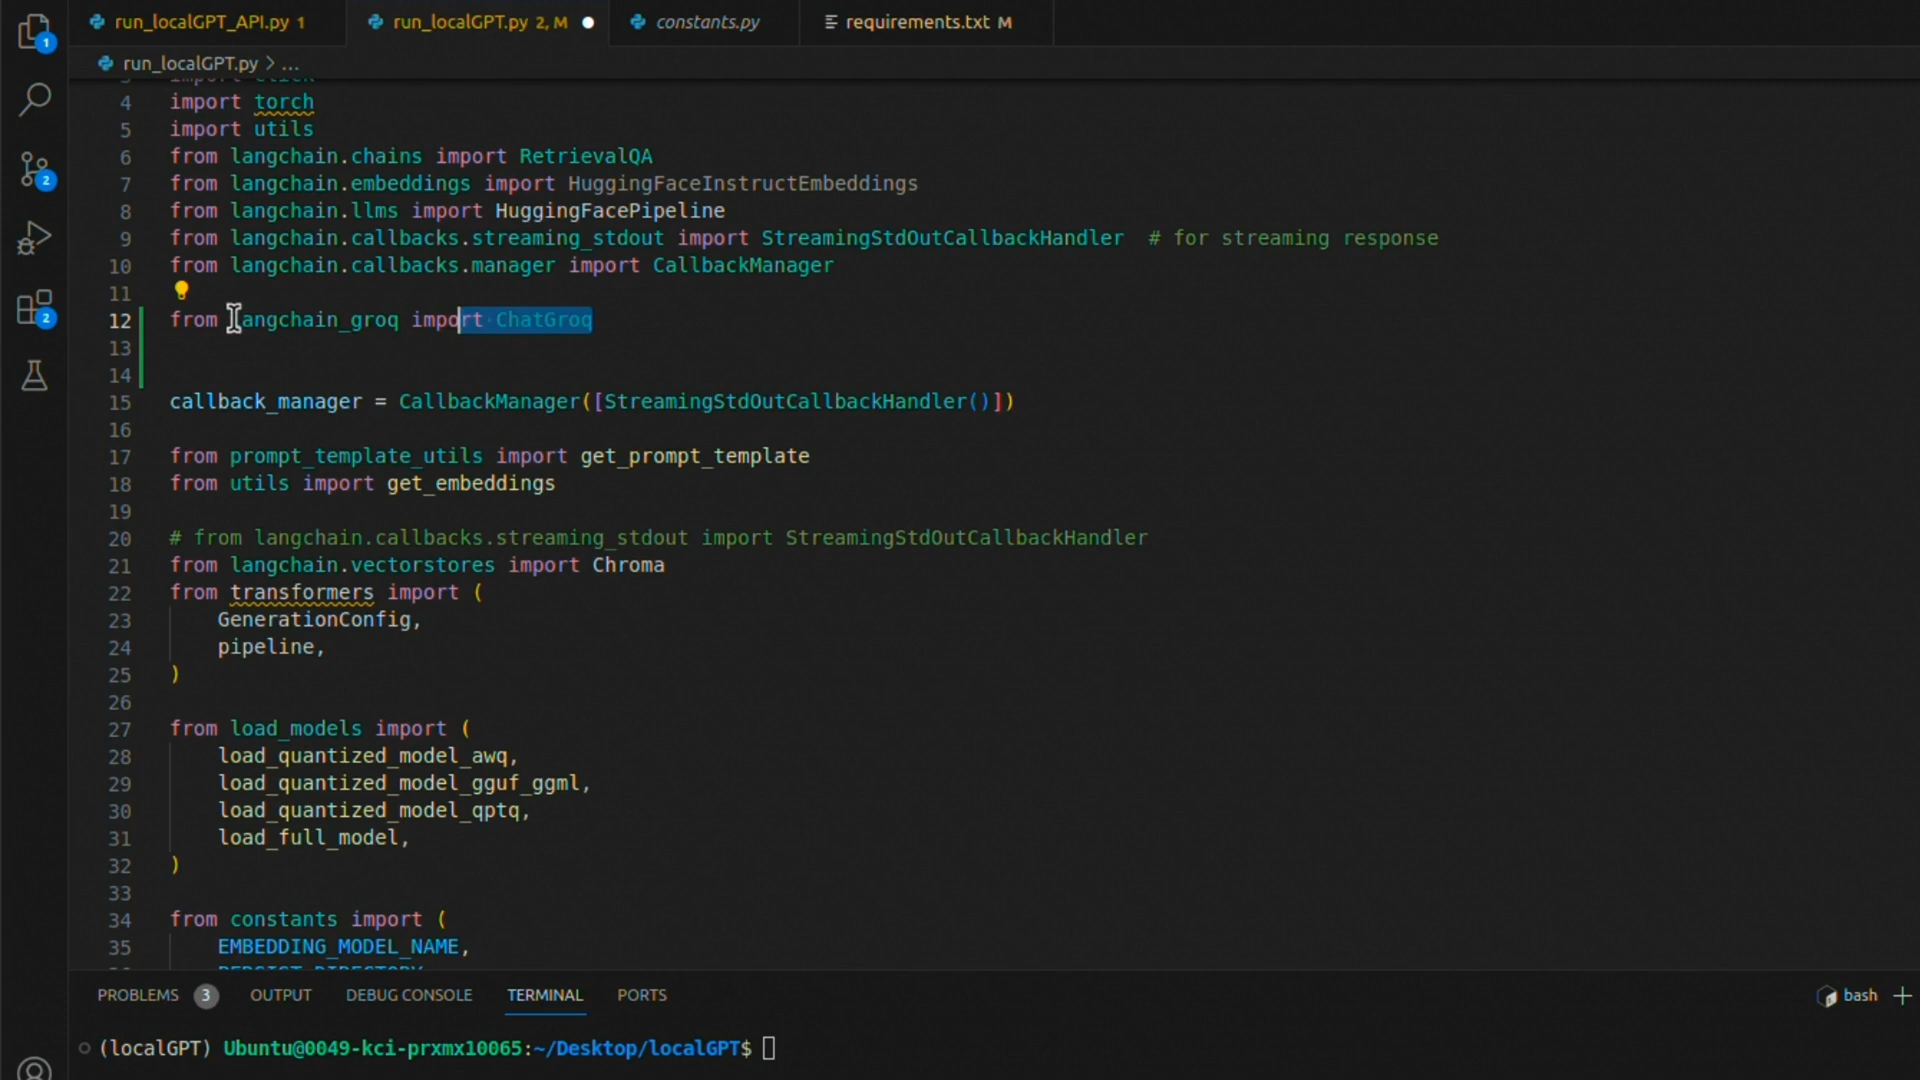 run_localGPT_API.py 1 run_localGPT.py 2, M constants.py requirements.txt M
1 run_localGPT.py > ...
4 import torch
5 import utils
6 from langchain.chains import RetrievalQA
7 from langchain.embeddings import HuggingFaceInstructEmbeddings
8 from langchain.llms import HuggingFacePipeline
9 from langchain.callbacks.streaming_stdout import StreamingStdOutCallbackHandler # for streaming response
10 from langchain.callbacks.manager import CallbackManager
11
12 from langchain_groq import ChatGroq
13
14
15 callback_manager = CallbackManager([StreamingStdOutCallbackHandler()])
16
17 from prompt_template_utils import get_prompt_template
18 from utils import get_embeddings
19
20 # from langchain.callbacks.streaming_stdout import StreamingStdOutCallbackHandler
21 from langchain.vectorstores import Chroma
22 from transformers import (
23 GenerationConfig,
24 pipeline,
25 )
26
27 from load_models import (
28 load_quantized_model_awq,
29 load_quantized_model_gguf_ggml,
30 load_quantized_model_qptq,
31 load_full_model,
32 )
33
34 from constants import (
35 EMBEDDING_MODEL_NAME,
2
2
PROBLEMS 3 OUTPUT DEBUG CONSOLE TERMINAL PORTS bash
(localGPT) Ubuntu@0049-kci-prxmx10065:~/Desktop/localGPT$